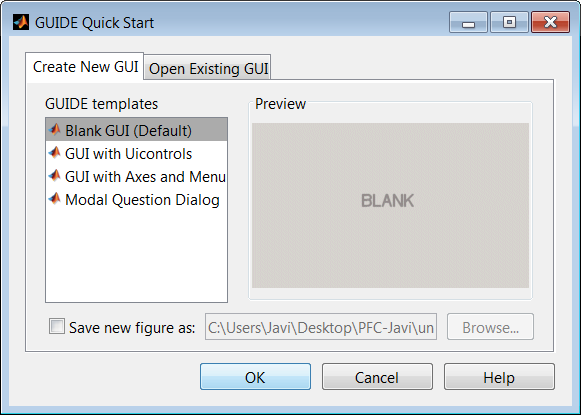 GUIDE Quick Start
Create New GUI
Open Existing GUI
GUIDE templates
Blank GUI (Default)
GUI with Uicontrols
GUI with Axes and Menu
Modal Question Dialog
Preview
BLANK
Save new figure as:
C:\Users\Javi\Desktop\PFC-Javi\un
Browse...
OK
Cancel
Help